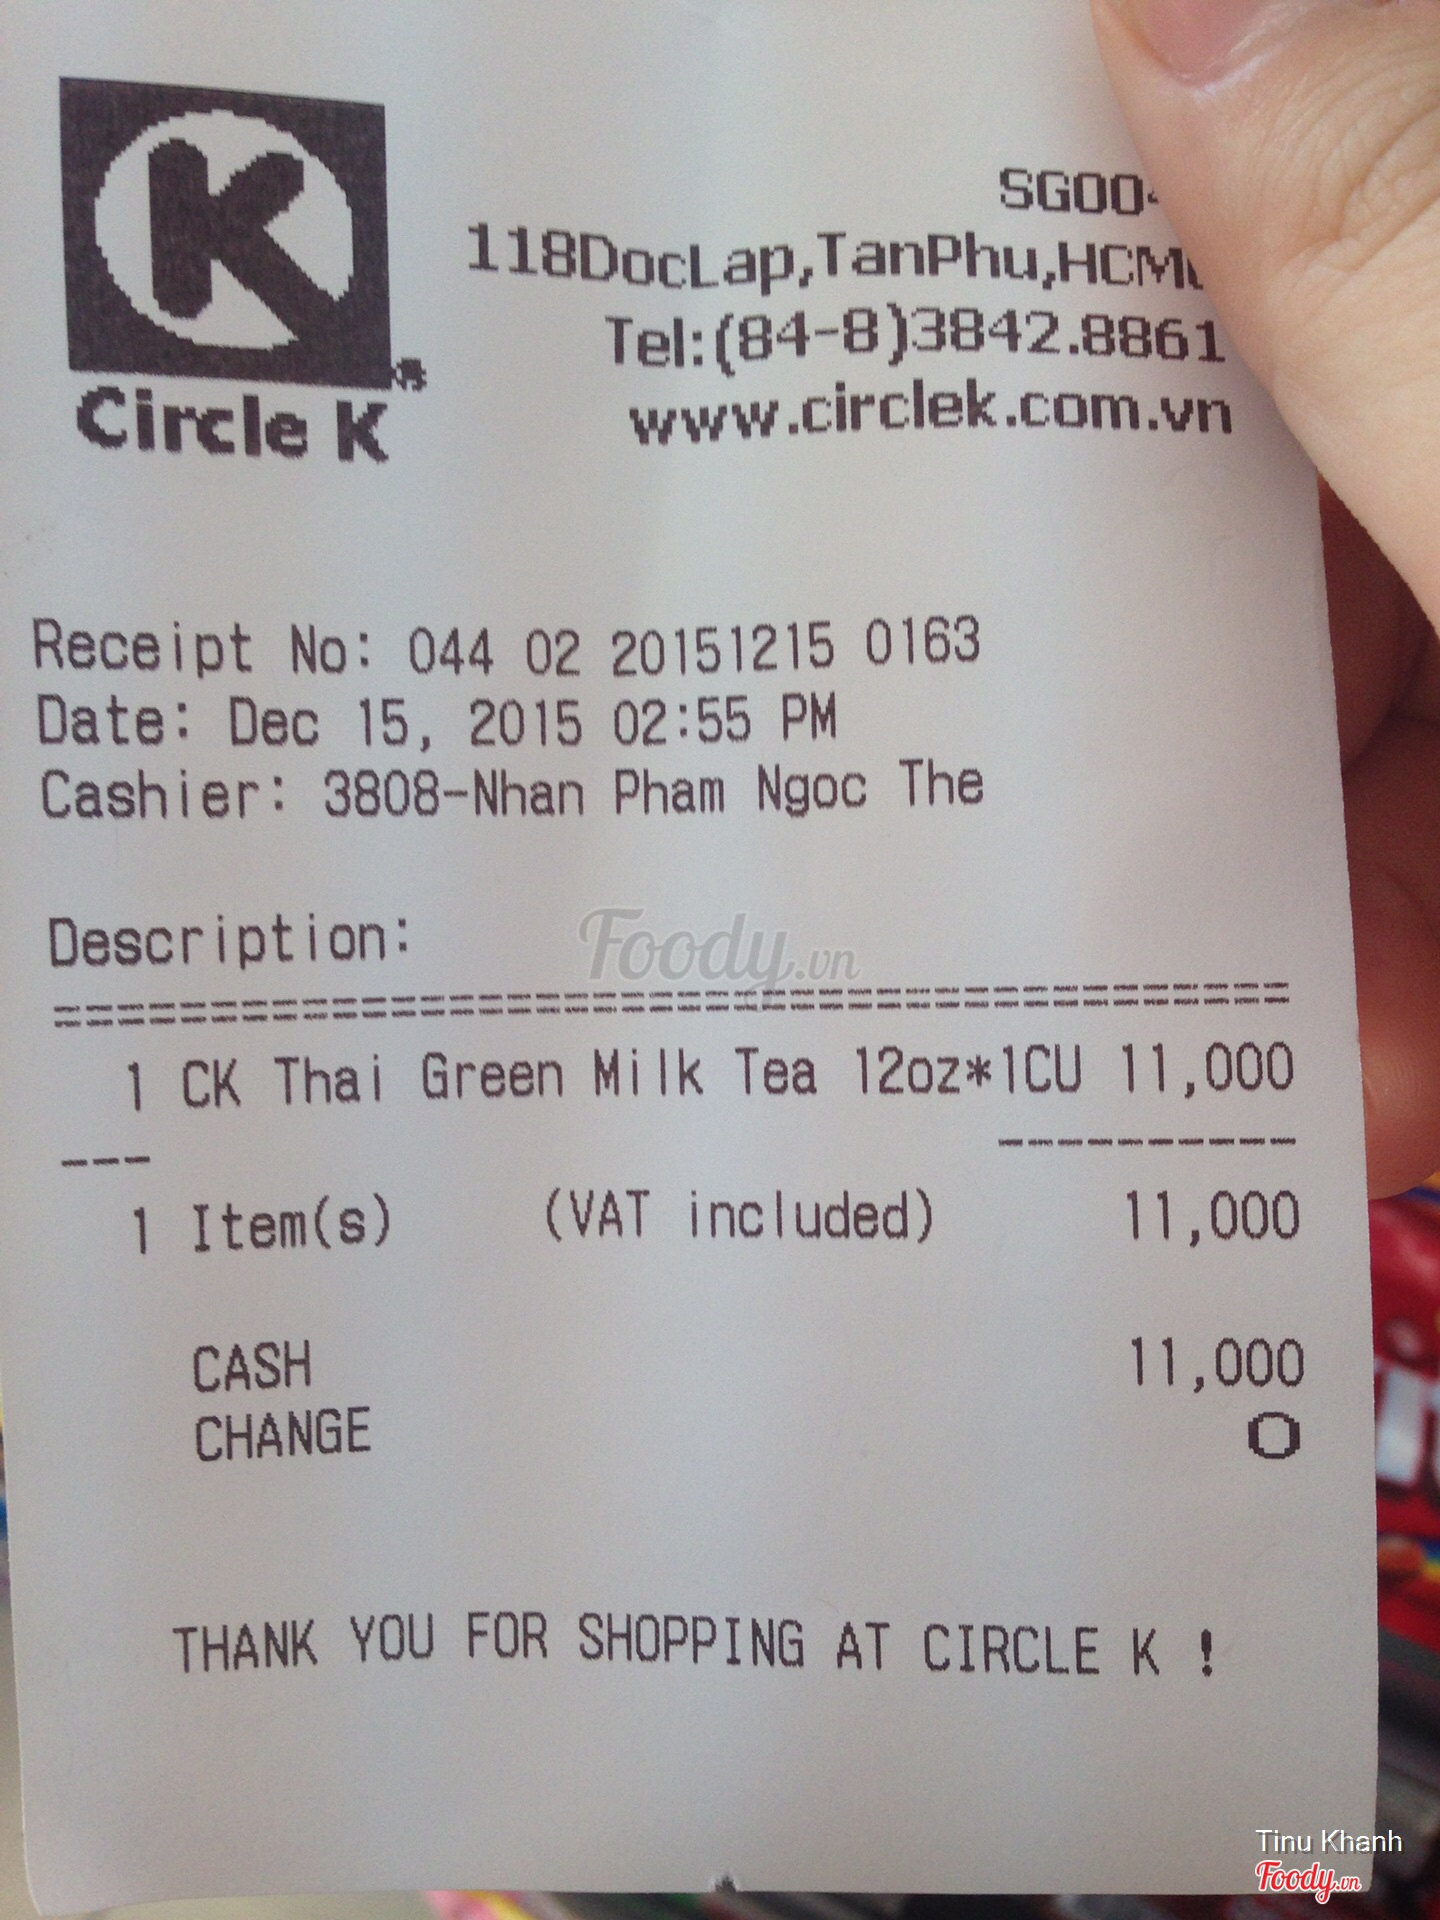 118DocLap,TanPhu,
Tel:(84-8)3842.8861
www.circlek.com.vn
K
Circle K
Receipt No: 044 02 20151215 0163
Date: Dec 15, 2015 02:55 PM
Cashier: 3808-Nhan Pham Ngoc The
Description:
Foody.vn
1 CK Thai Green Milk Tea 12oz*1CU 11,000
1 Item(s) (VAT included) 11,000
CASH 11,000
CHANGE 0
THANK YOU FOR SHOPPING AT CIRCLE K !
Tinu Khanh
Foody.vn